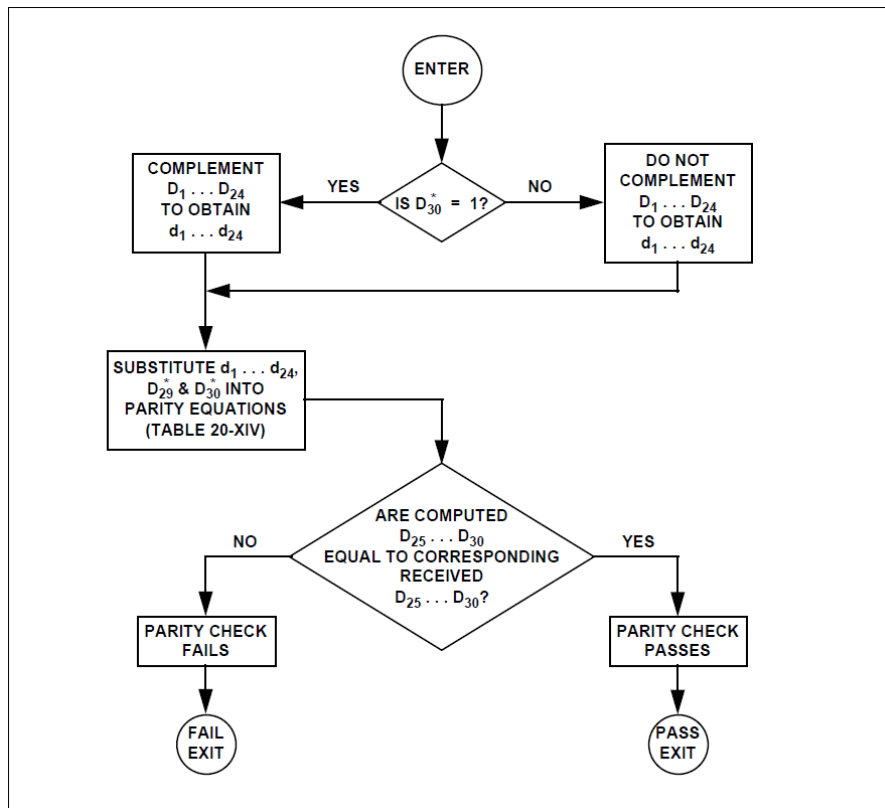 ENTER
COMPLEMENT
D₁ . . . D₂₄
TO OBTAIN
d₁ . . . d₂₄
YES
IS D*₃₀ = 1?
NO
DO NOT
COMPLEMENT
D₁ . . . D₂₄
TO OBTAIN
d₁ . . . d₂₄
SUBSTITUTE d₁ . . . d₂₄,
D*₂₉ & D*₃₀ INTO
PARITY EQUATIONS
(TABLE 20-XIV)
ARE COMPUTED
D₂₅ . . . D₃₀
EQUAL TO CORRESPONDING
RECEIVED
D₂₅ . . . D₃₀?
NO
YES
PARITY CHECK
FAILS
PARITY CHECK
PASSES
FAIL
EXIT
PASS
EXIT